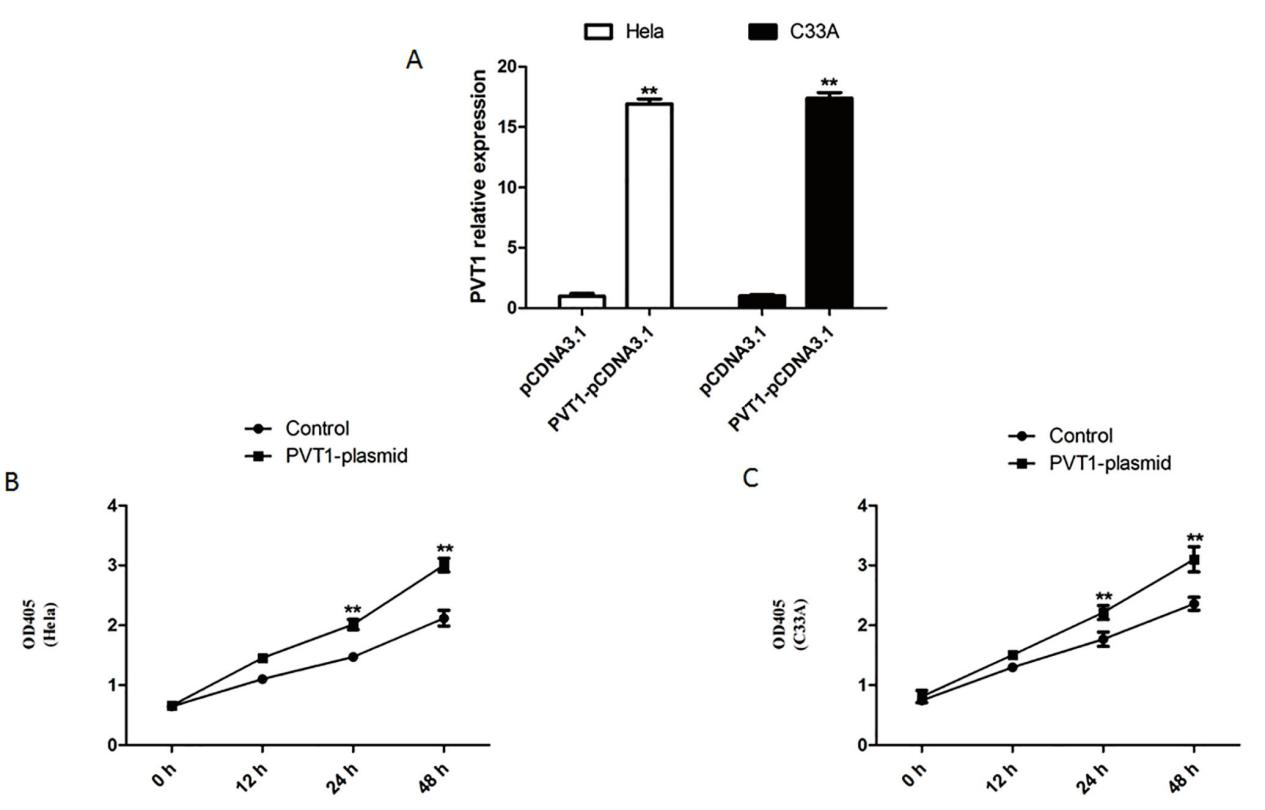 Hela
C33A
A
PVT1 relative expression
20
15
10
5
0
**
**
pCDNA3.1
PVT1-pCDNA3.1
pCDNA3.1
PVT1-pCDNA3.1
B
Control
PVT1-plasmid
OD405
(Hela)
4
3
2
1
0
**
**
0 h
12 h
24 h
48 h
C
Control
PVT1-plasmid
OD405
(C33A)
4
3
2
1
0
**
**
0 h
12 h
24 h
48 h